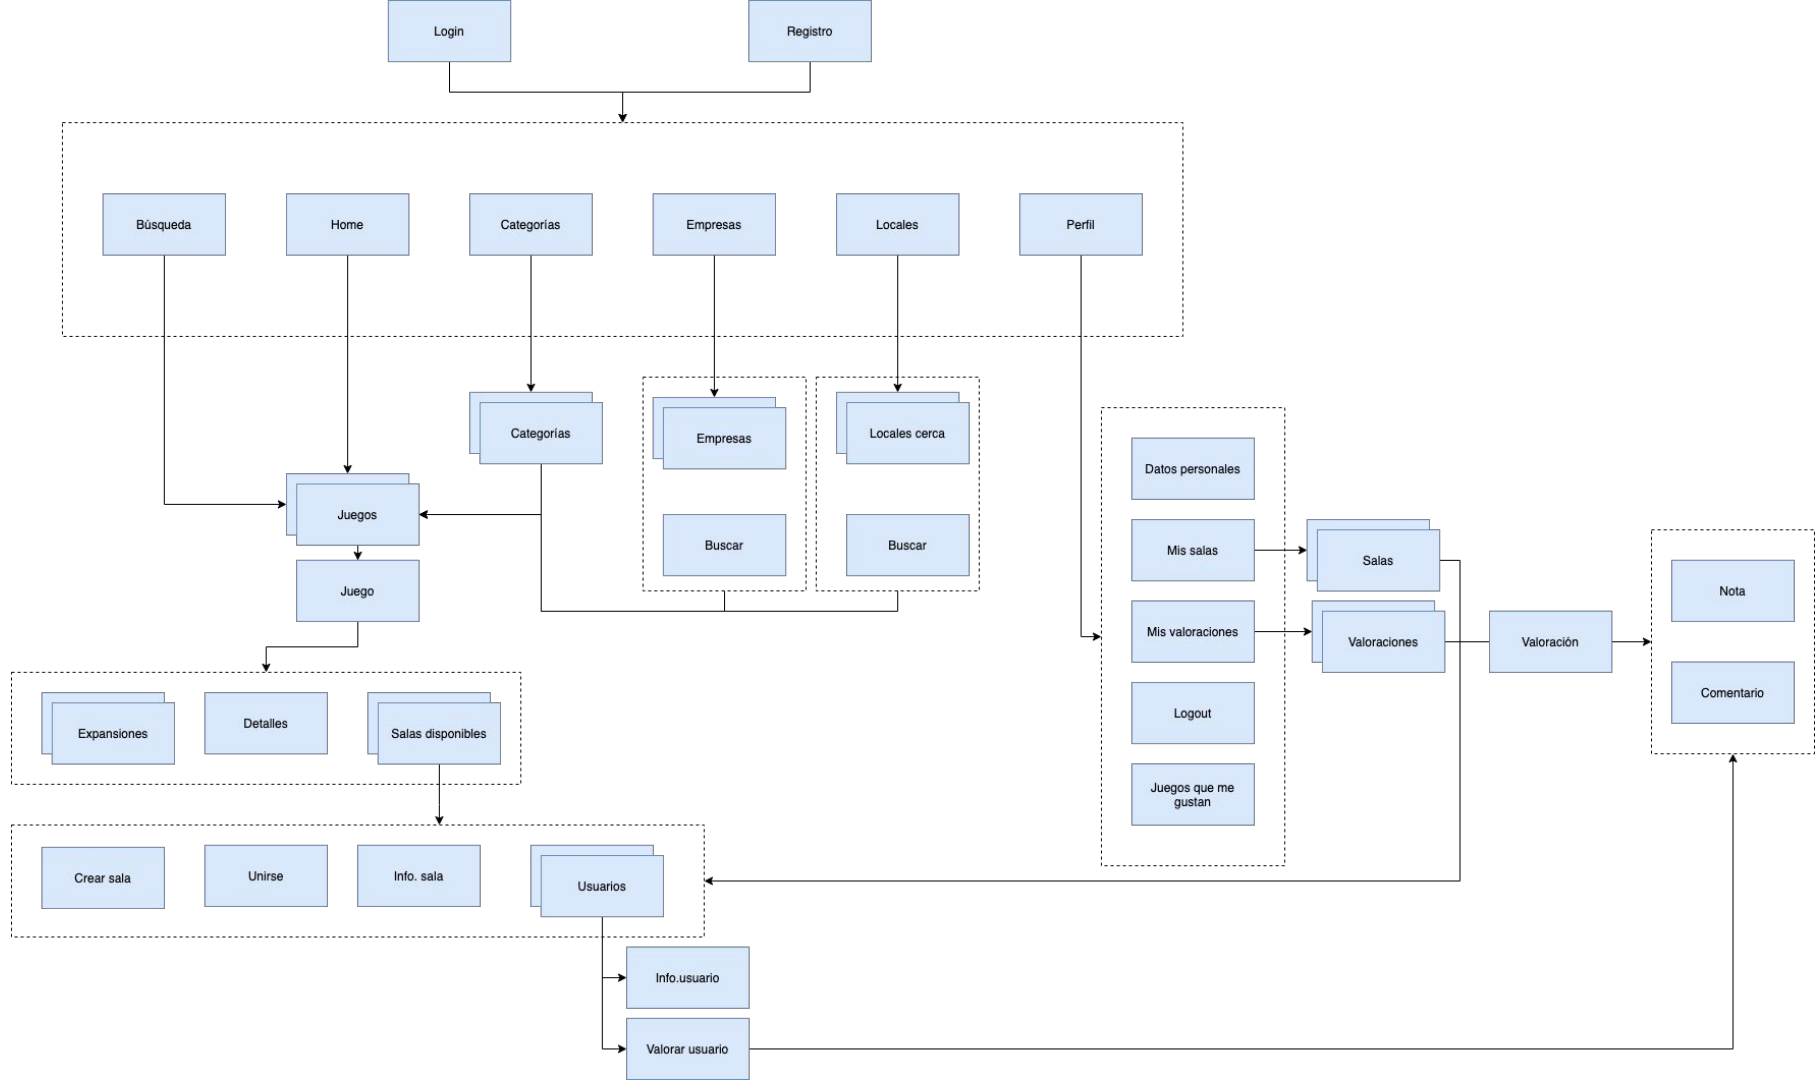 Login
Registro
Búsqueda
Home
Categorías
Empresas
Locales
Perfil
Categorías
Empresas
Locales cerca
Datos personales
Juegos
Buscar
Buscar
Mis salas
Salas
Juego
Nota
Mis valoraciones
Valoraciones
Valoración
Comentario
Expansiones
Detalles
Salas disponibles
Logout
Juegos que me
gustan
Crear sala
Unirse
Info. sala
Usuarios
Info.usuario
Valorar usuario